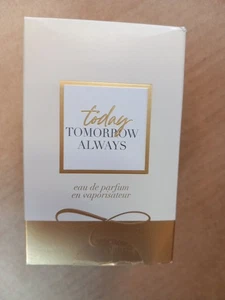 today
TOMORROW
ALWAYS
eau de parfum
en vaporisateur